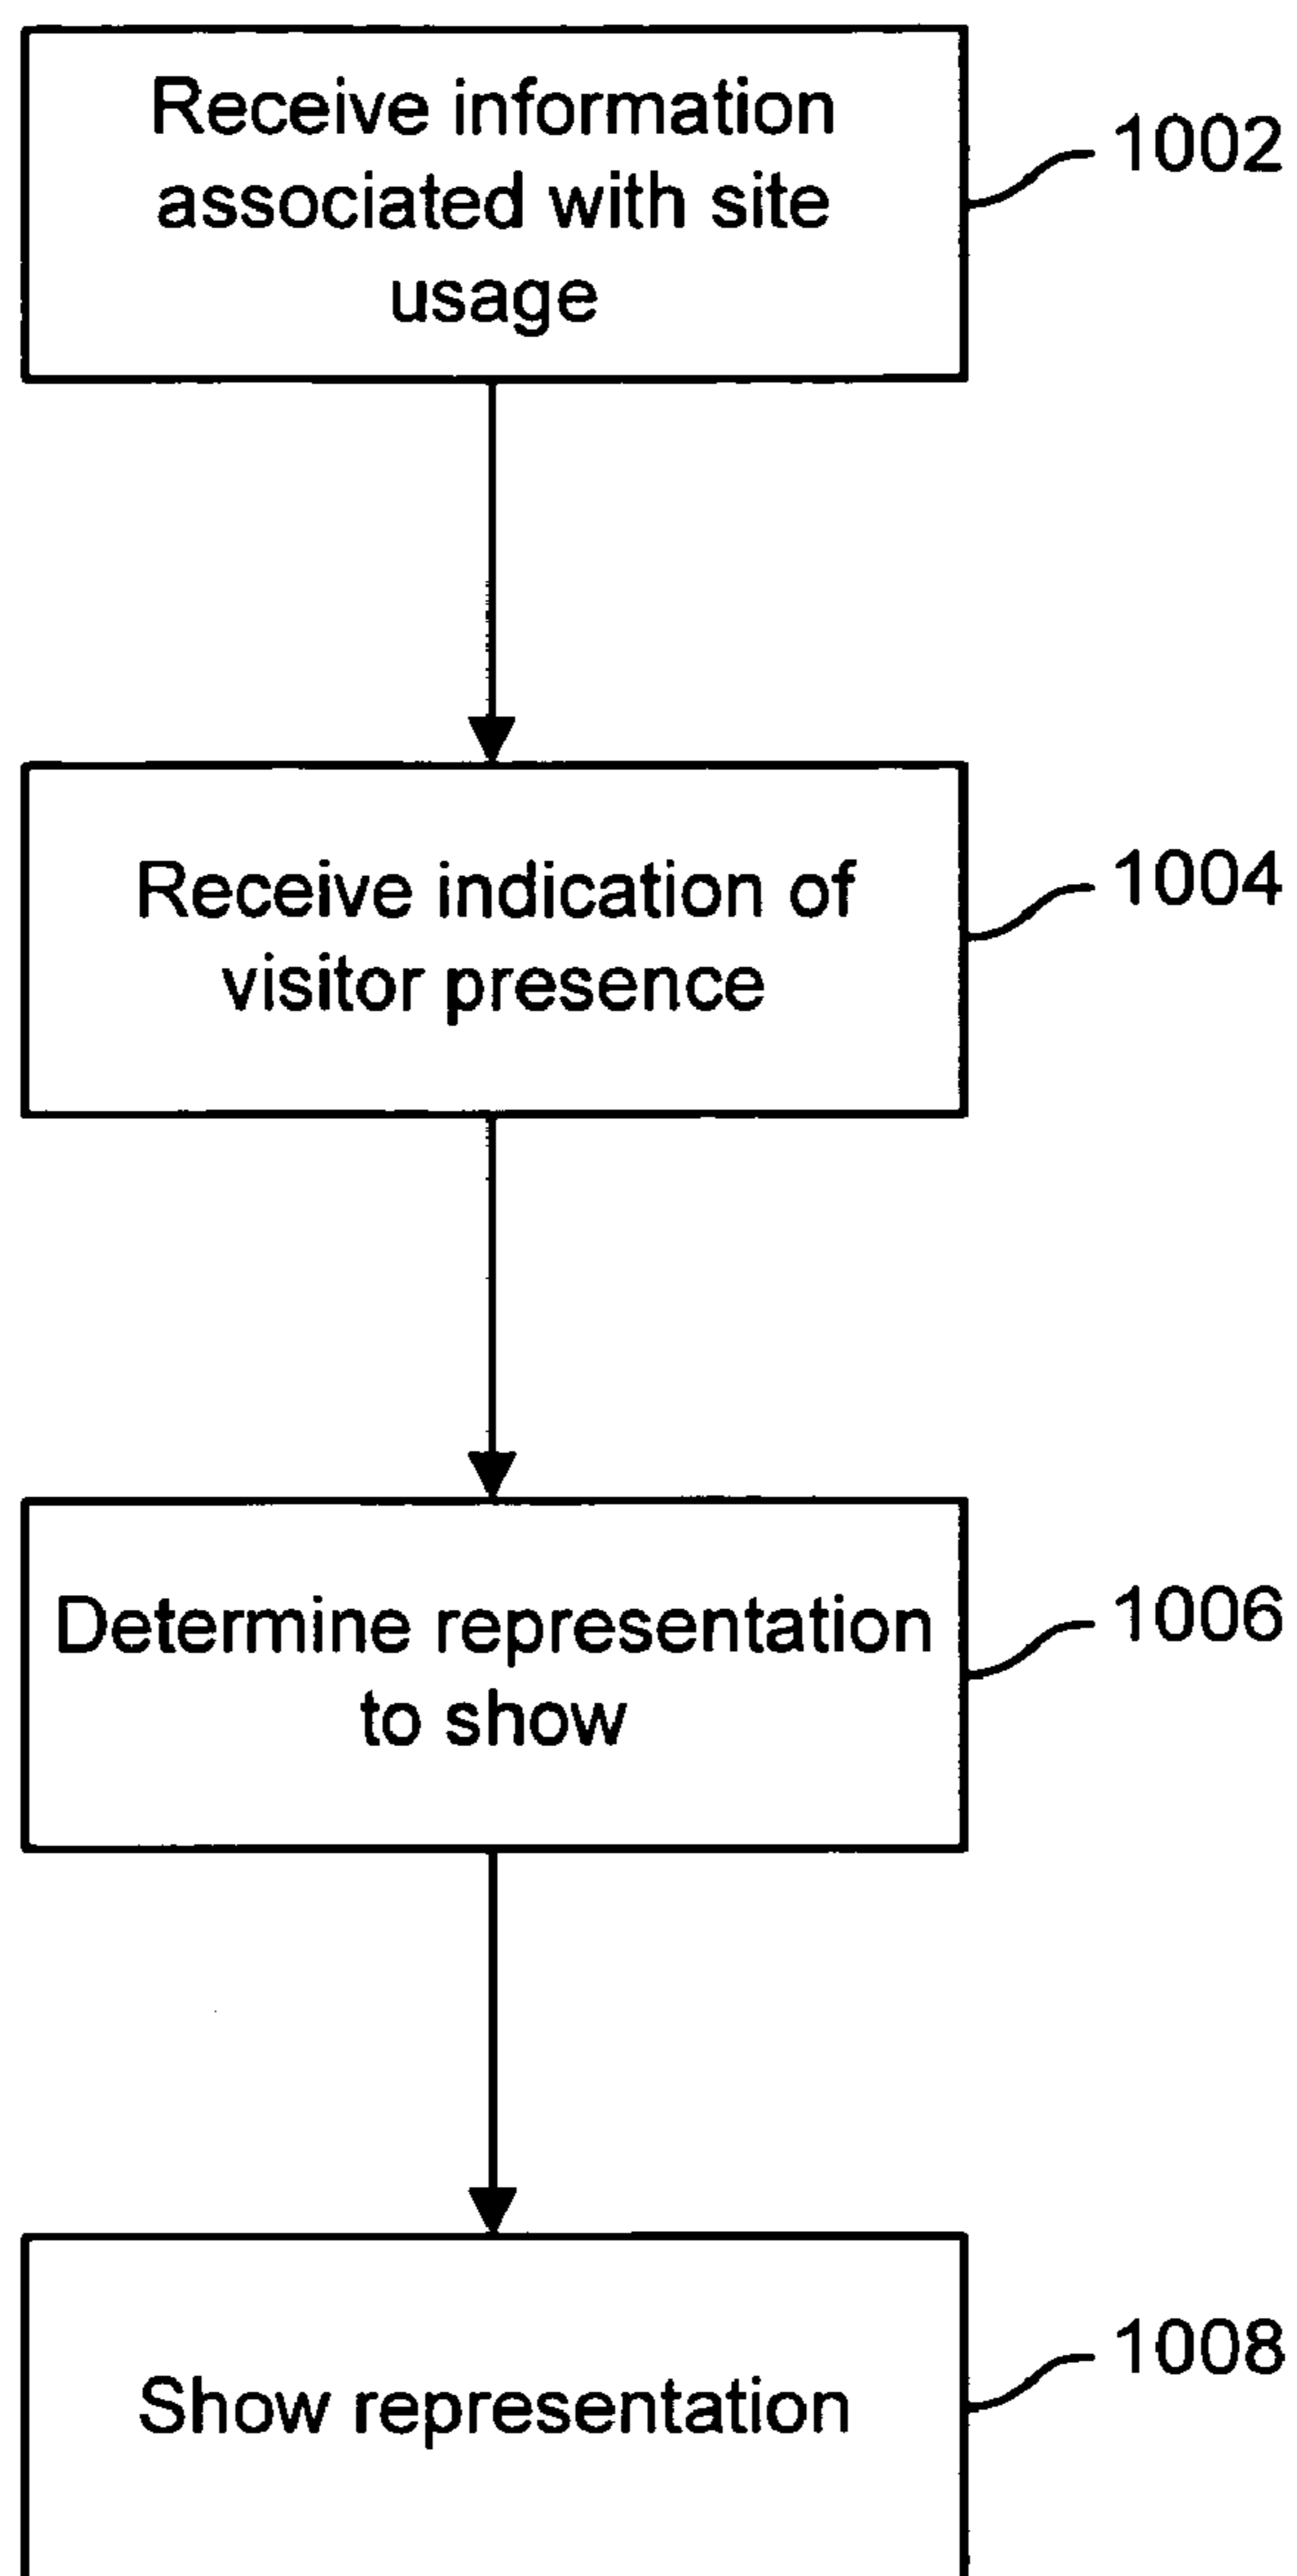 Receive information
associated with site
usage
1002
Receive indication of
visitor presence
1004
Determine representation
to show
1006
Show representation
1008